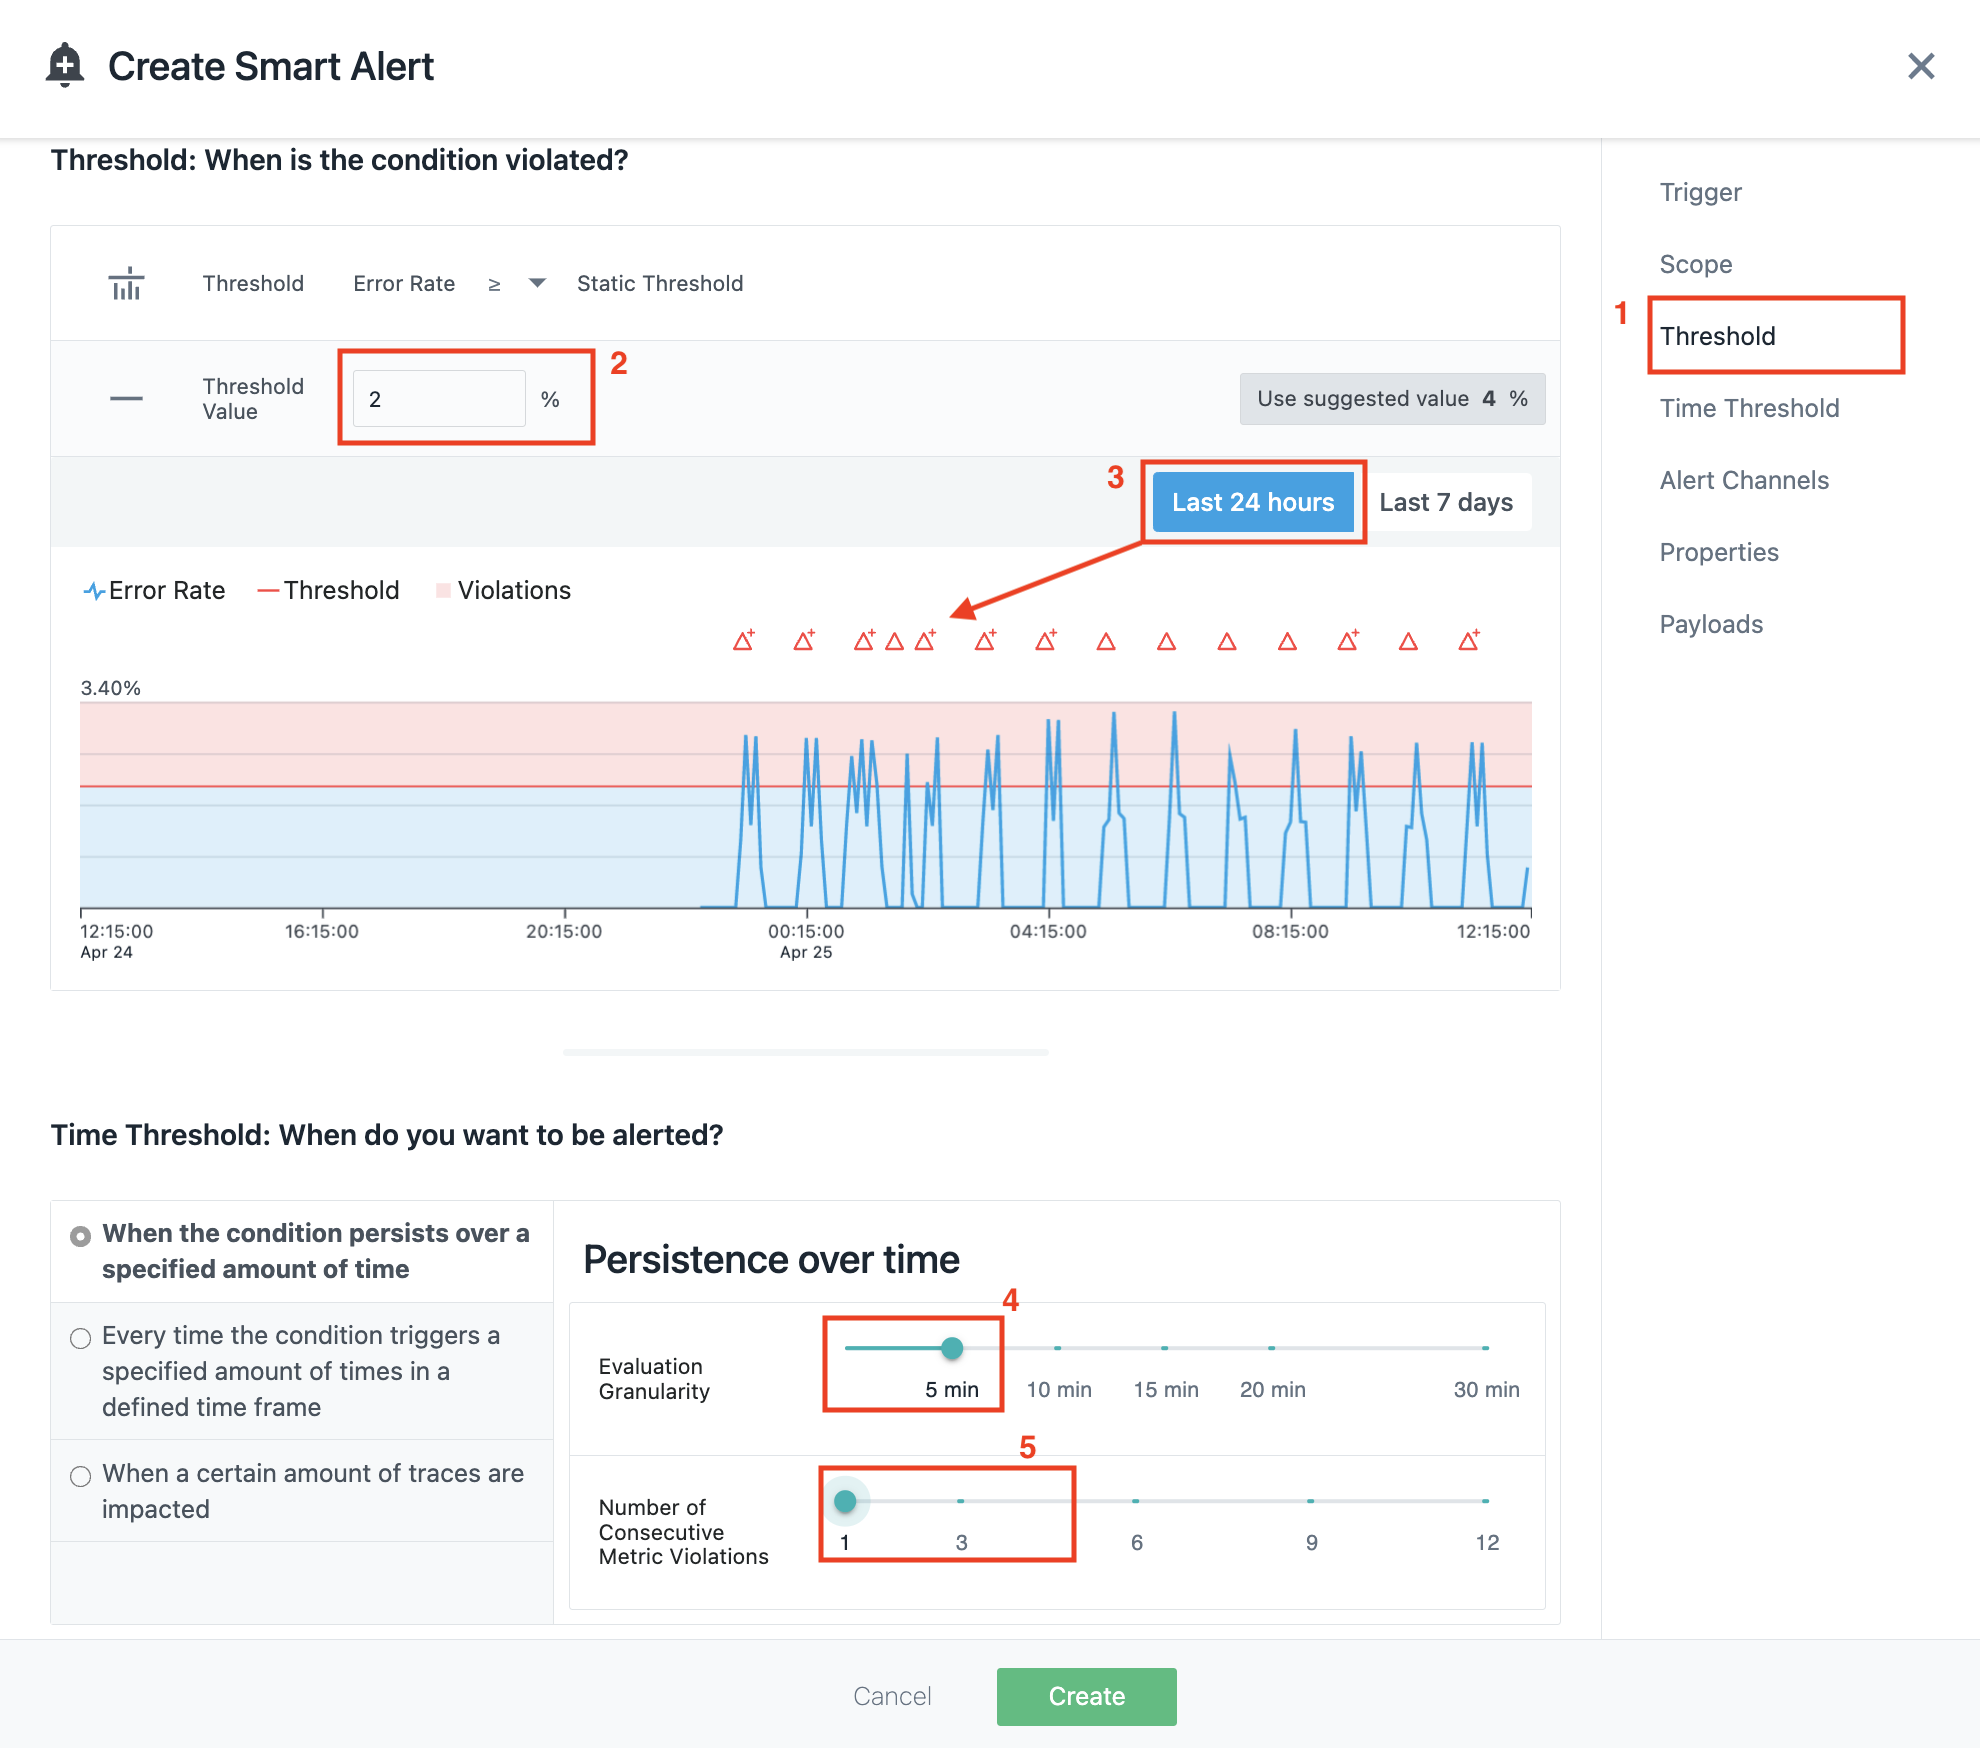 Create Smart Alert
Threshold: When is the condition violated?
Threshold Error Rate ≥ Static Threshold
2
Threshold
Value
2 %
Use suggested value 4 %
3
Last 24 hours Last 7 days
Error Rate Threshold Violations
3.40%
12:15:00 16:15:00 20:15:00 00:15:00 04:15:00 08:15:00 12:15:00
Apr 24 Apr 25
Time Threshold: When do you want to be alerted?
When the condition persists over a
specified amount of time
Every time the condition triggers a
specified amount of times in a
defined time frame
When a certain amount of traces are
impacted
Persistence over time
4
Evaluation
Granularity
5 min 10 min 15 min 20 min 30 min
5
Number of
Consecutive
Metric Violations
1 3 6 9 12
Trigger
Scope
1
Threshold
Time Threshold
Alert Channels
Properties
Payloads
Cancel Create